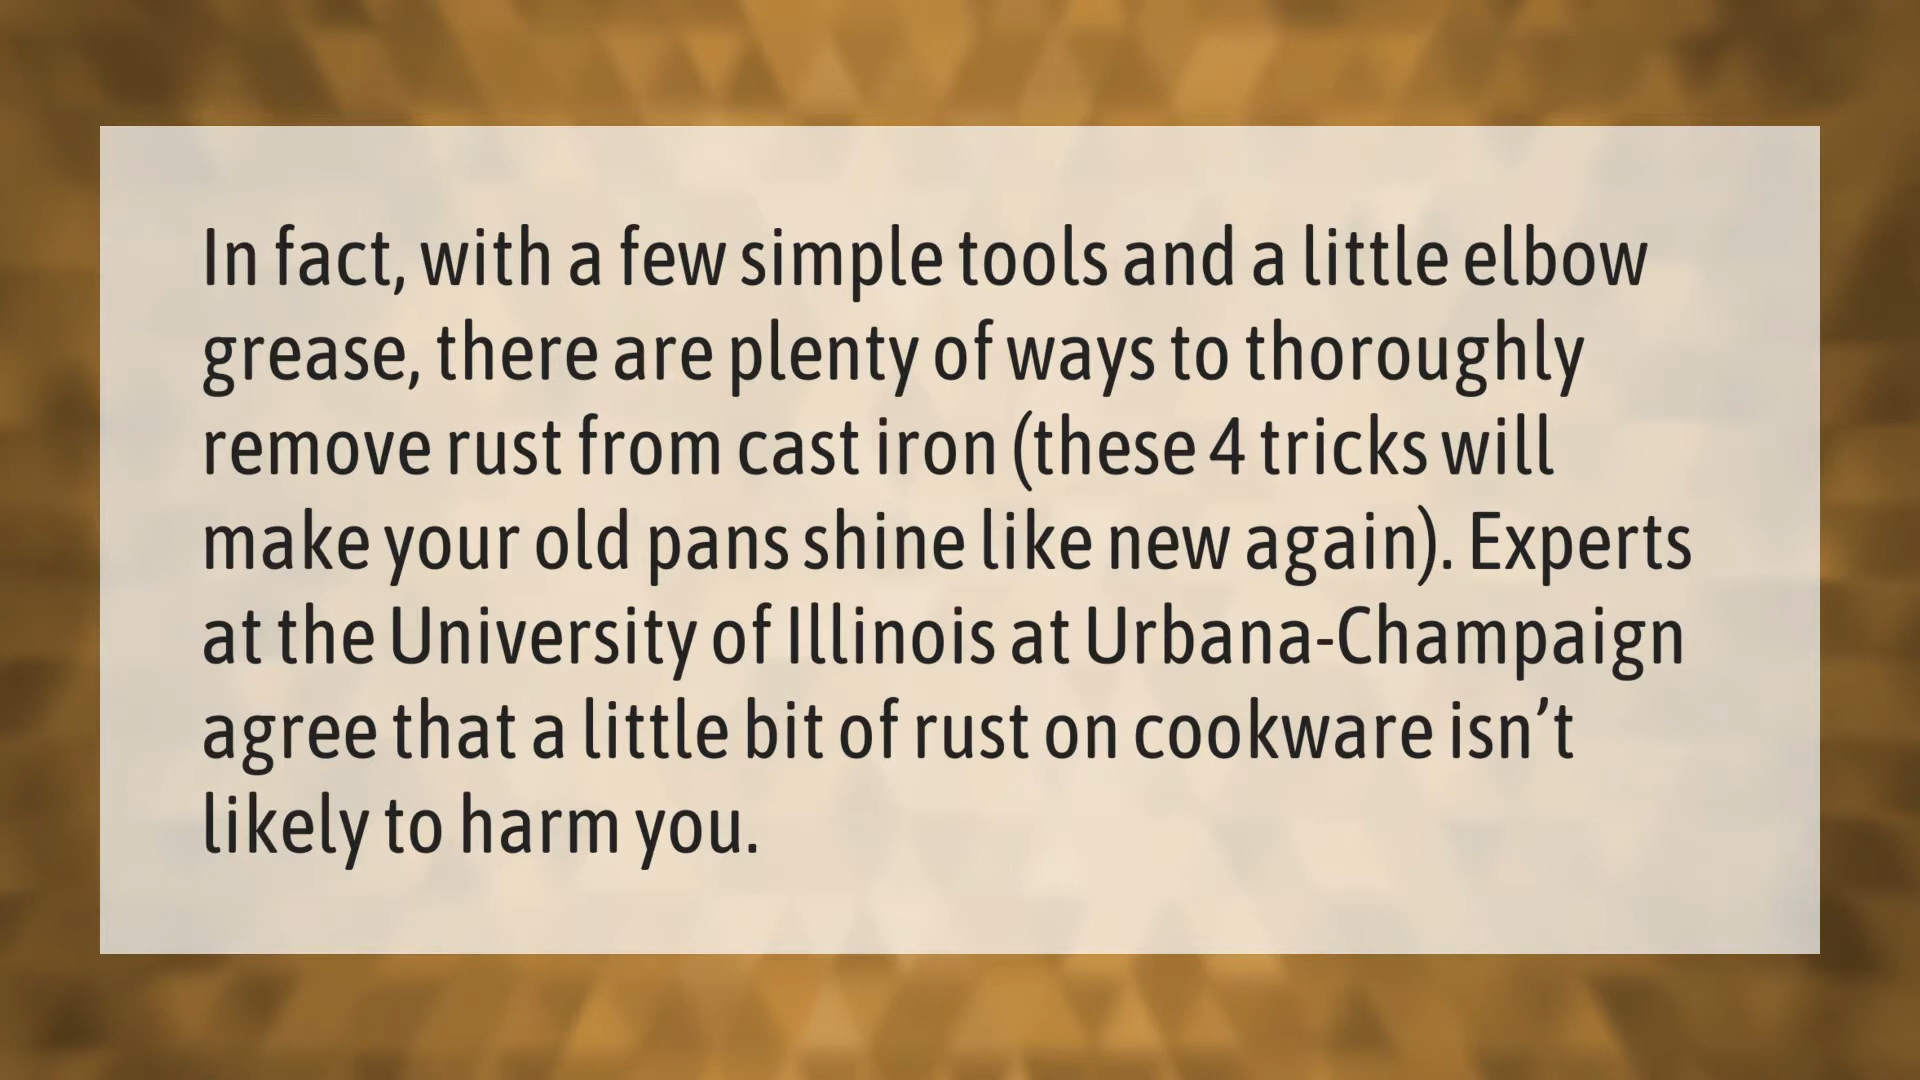 In fact, with a few simple tools and a little elbow
grease, there are plenty of ways to thoroughly
remove rust from cast iron (these 4 tricks will
make your old pans shine like new again). Experts
at the University of Illinois at Urbana-Champaign
agree that a little bit of rust on cookware isn’t
likely to harm you.